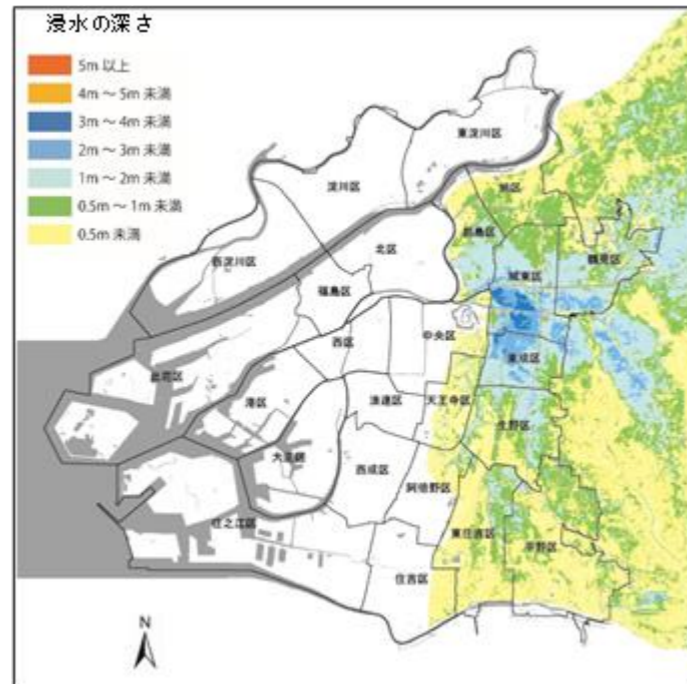 浸水の深さ
5m 以上
4m ～ 5m 未満
3m ～ 4m 未満
2m ～ 3m 未満
1m ～ 2m 未満
0.5m ～ 1m 未満
0.5m 未満
東淀川区
淀川区
旭区
北区
都島区
西淀川区
城東区
鶴見区
福島区
中央区
西区
東成区
此花区
港区
浪速区
天王寺区
生野区
大正区
西成区
阿倍野区
住之江区
東住吉区
平野区
住吉区
N